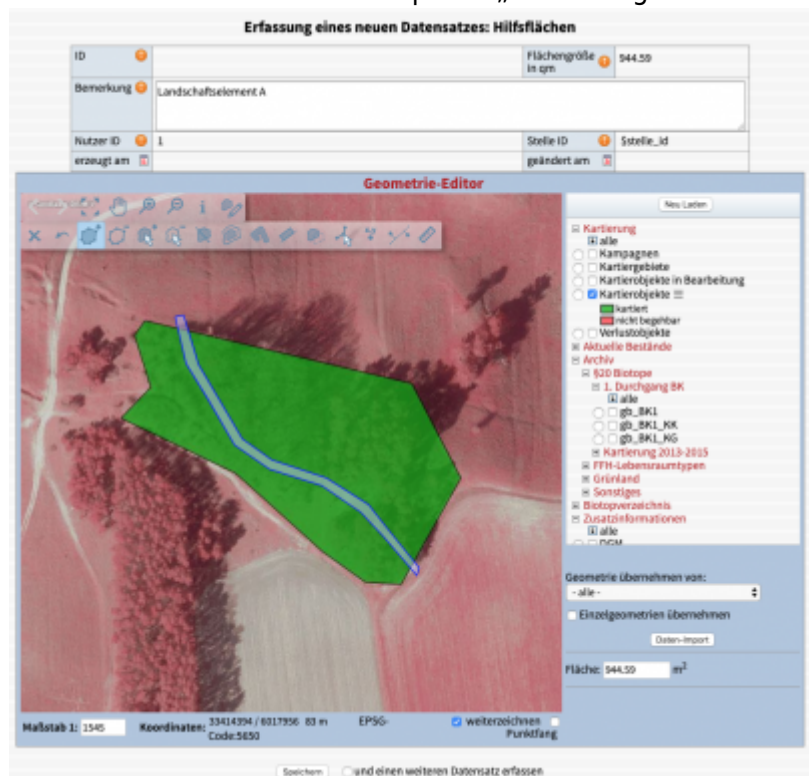 Erfassung eines neuen Datensatzes: Hilfsflächen
ID
Flächengröße in qm 944.59
Bemerkung Landschaftselement A
Nutzer ID 1 Stelle ID $stelle_id
erzeugt am geändert am
Geometrie-Editor
Neu Laden
Kartierung
alle
Kampagnen
Kartiergebiete
Kartierobjekte in Bearbeitung
Kartierobjekte
kartiert
nicht begehbar
Verlustobjekte
Aktuelle Bestände
Archiv
§20 Biotope
1. Durchgang BK
alle
gb_BK1
gb_BK1_KK
gb_BK1_KG
Kartierung 2013-2015
FFH-Lebensraumtypen
Grünland
Sonstiges
Biotopverzeichnis
Zusatzinformationen
alle
DGM
Geometrie übernehmen von:
- alle -
Einzelgeometrien übernehmen
Daten-Import
Fläche: 944.59 m²
Maßstab 1: 1545 Koordinaten: 33414394 / 6017956 83 m EPSG-Code:5650 weiterzeichnen Punktfang
Speichern und einen weiteren Datensatz erfassen